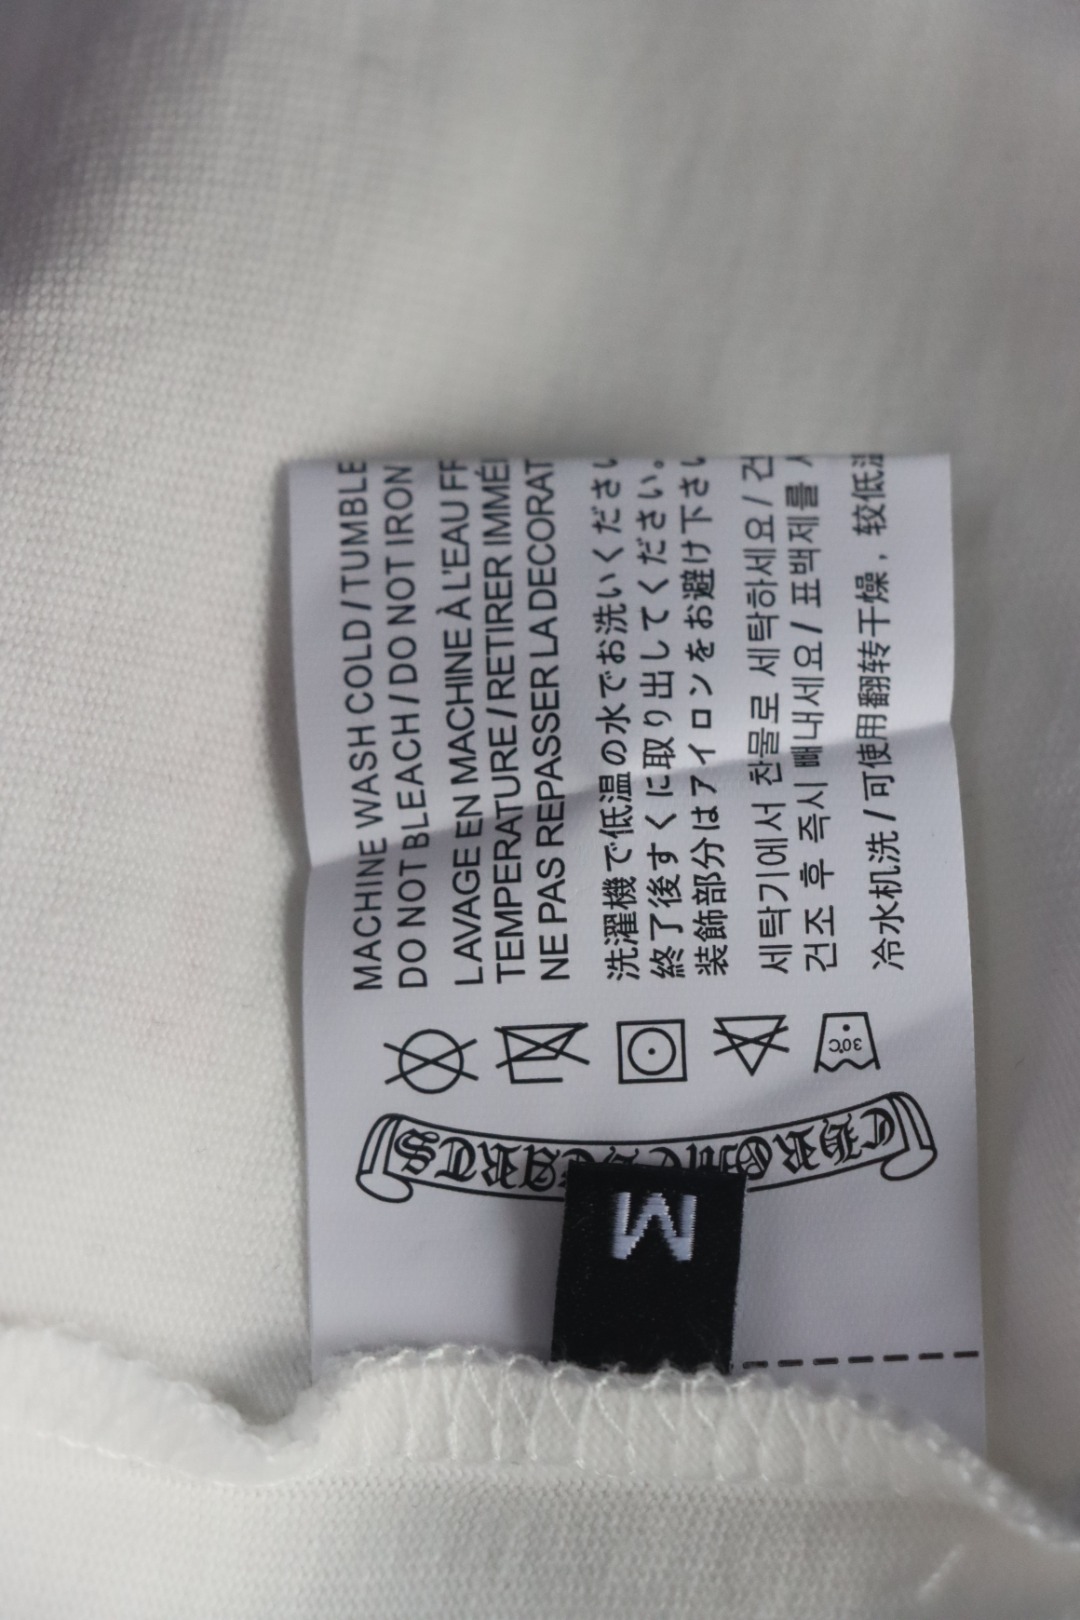 MACHINE WASH COLD / TUMBLE
DO NOT BLEACH / DO NOT IRON
LAVAGE EN MACHINE À L'EAU FR
TEMPERATURE / RETIRER IMMÉ
NE PAS REPASSER LA DECORAT
洗濯機で低温の水でお洗いください
終了後すぐに取り出してください。
装飾部分はアイロンをお避け下さい
세탁기에서 찬물로 세탁하세요 / 건
건조 후 즉시 빼내세요 / 표백제를
冷水机洗 / 可使用翻转干燥，较低温
30°C
CHROME HEARTS
M